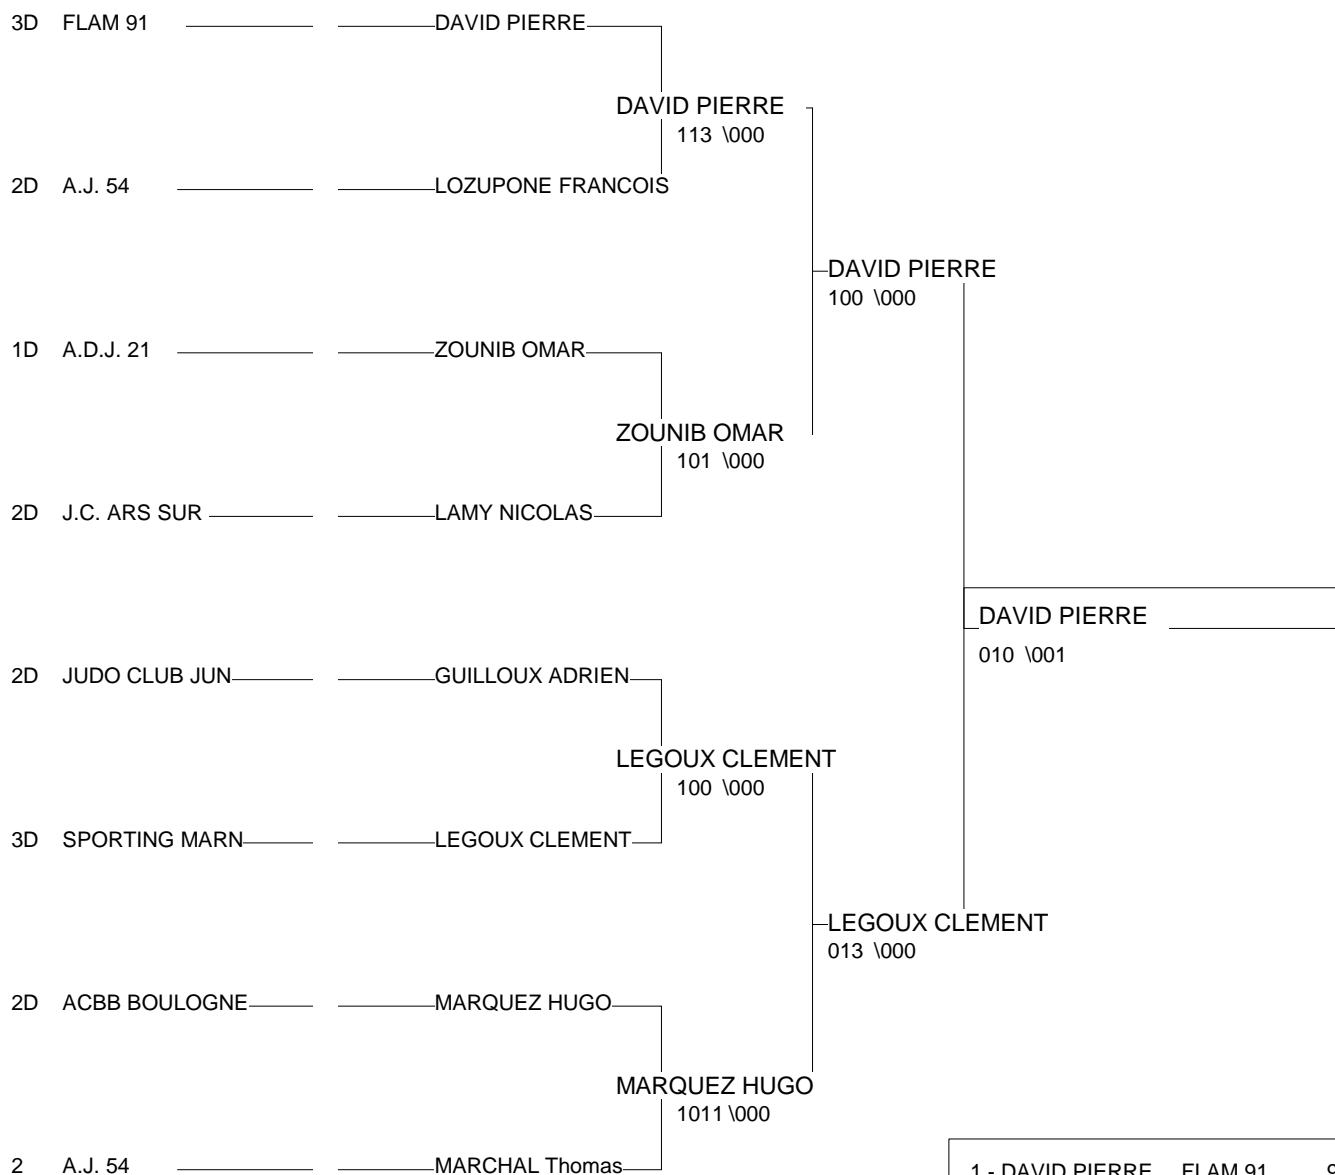 3D FLAM 91 DAVID PIERRE
DAVID PIERRE
113 \000
2D A.J. 54 LOZUPONE FRANCOIS
DAVID PIERRE
100 \000
1D A.D.J. 21 ZOUNIB OMAR
ZOUNIB OMAR
101 \000
2D J.C. ARS SUR LAMY NICOLAS
DAVID PIERRE
010 \001
2D JUDO CLUB JUN GUILLOUX ADRIEN
LEGOUX CLEMENT
100 \000
3D SPORTING MARN LEGOUX CLEMENT
LEGOUX CLEMENT
013 \000
2D ACBB BOULOGNE MARQUEZ HUGO
MARQUEZ HUGO
1011 \000
2 A.J. 54 MARCHAL Thomas
1 - DAVID PIERRE FLAM 91